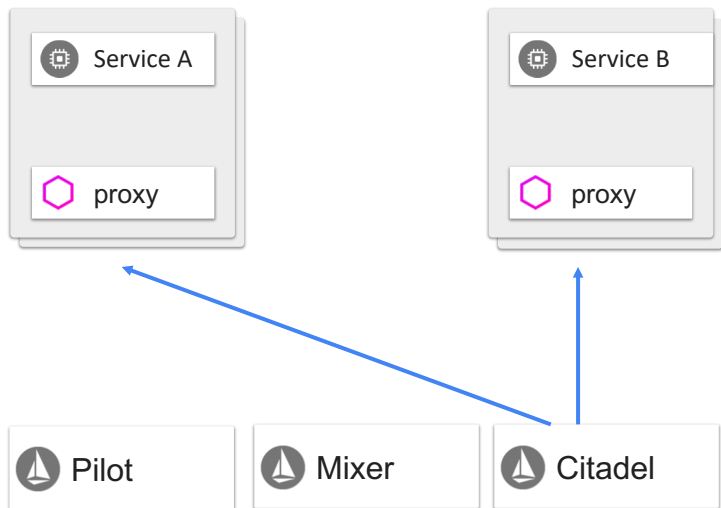 Service A
Service B
proxy
proxy
Pilot
Mixer
Citadel